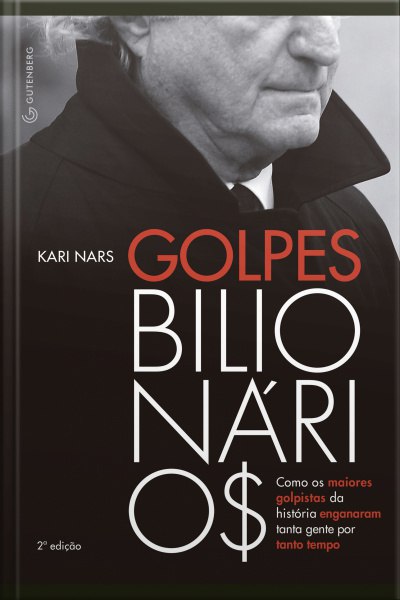 GUTENBERG
KARI NARS
GOLPES
BILIO
NÁRI
O$
Como os maiores
golpistas da
história enganaram
tanta gente por
tanto tempo
2ª edição